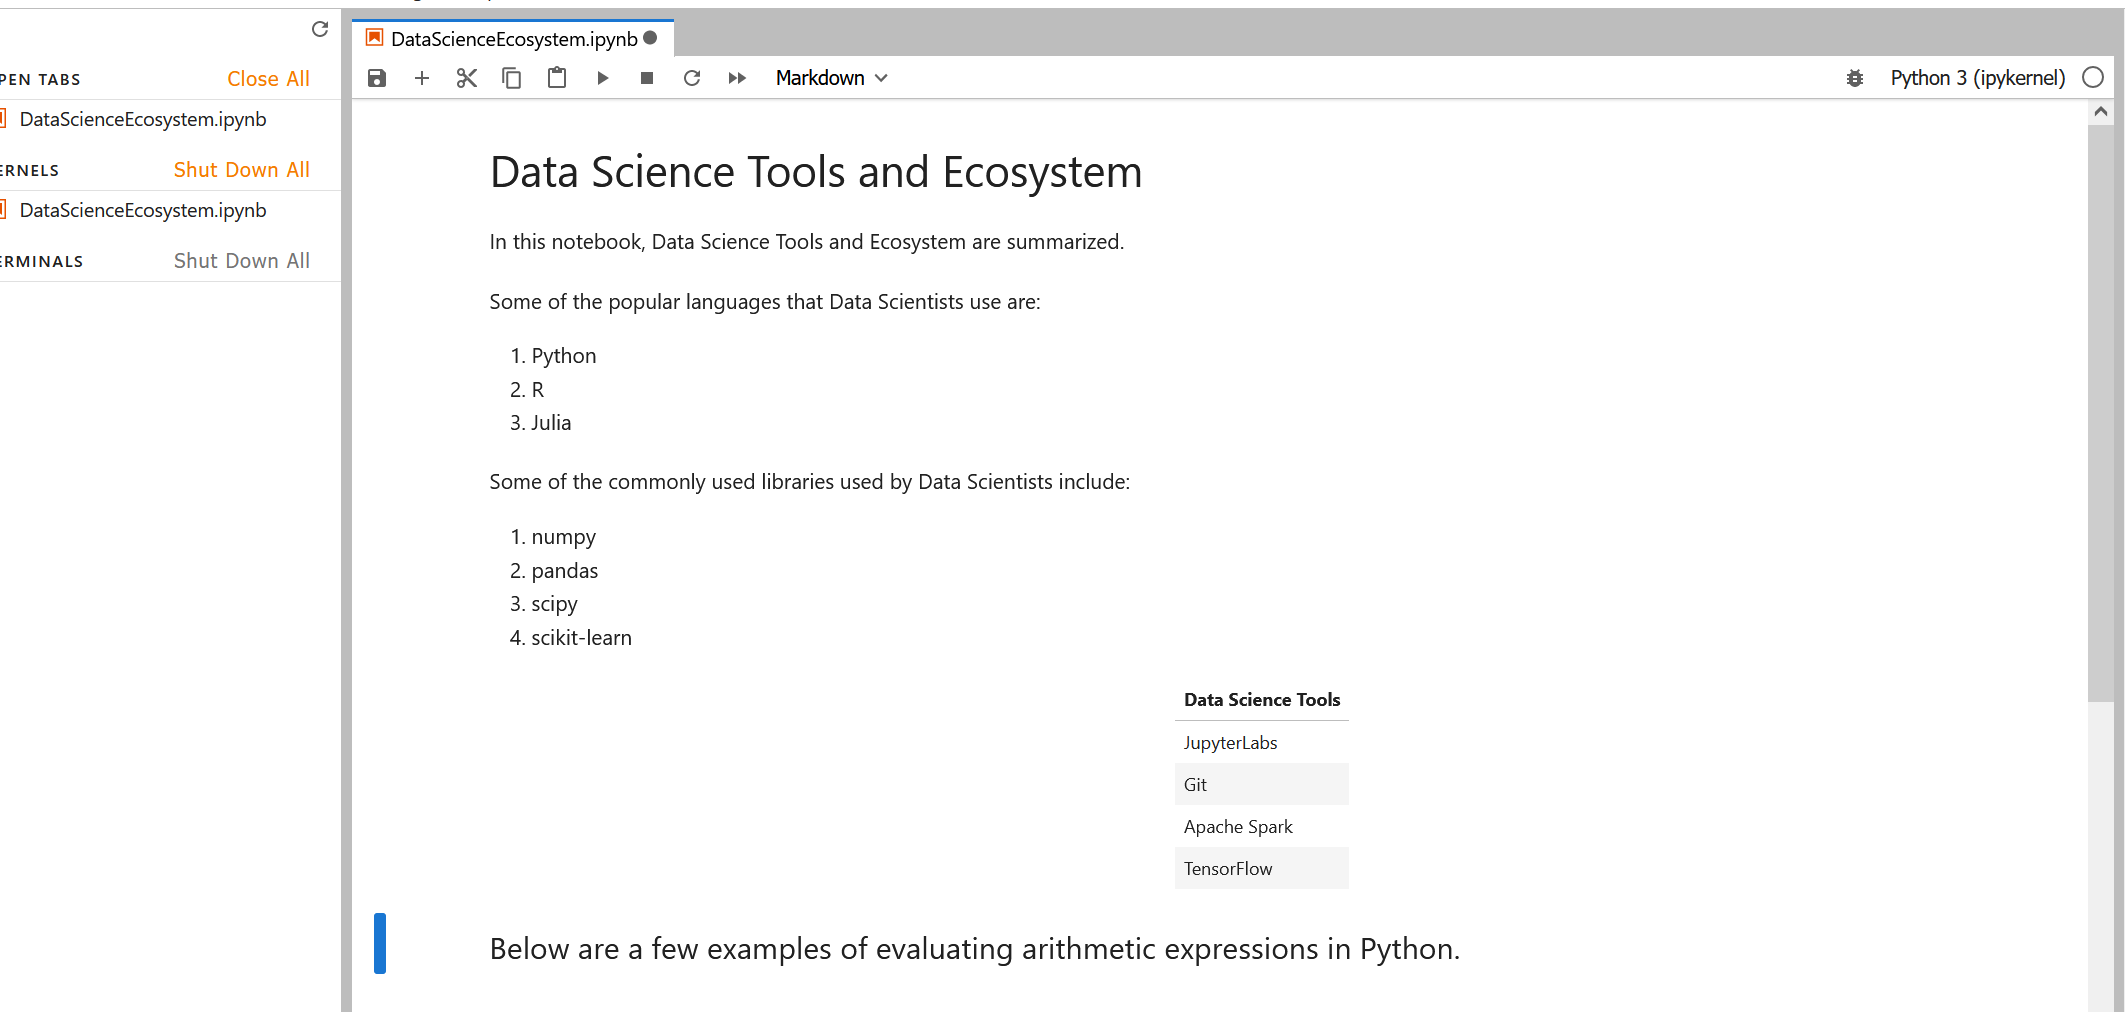 DataScienceEcosystem.ipynb
PEN TABS Close All
DataScienceEcosystem.ipynb
ERNELS Shut Down All
DataScienceEcosystem.ipynb
ERMINALS Shut Down All
Markdown
Python 3 (ipykernel)
Data Science Tools and Ecosystem
In this notebook, Data Science Tools and Ecosystem are summarized.
Some of the popular languages that Data Scientists use are:
1. Python
2. R
3. Julia
Some of the commonly used libraries used by Data Scientists include:
1. numpy
2. pandas
3. scipy
4. scikit-learn
Data Science Tools
JupyterLabs
Git
Apache Spark
TensorFlow
Below are a few examples of evaluating arithmetic expressions in Python.